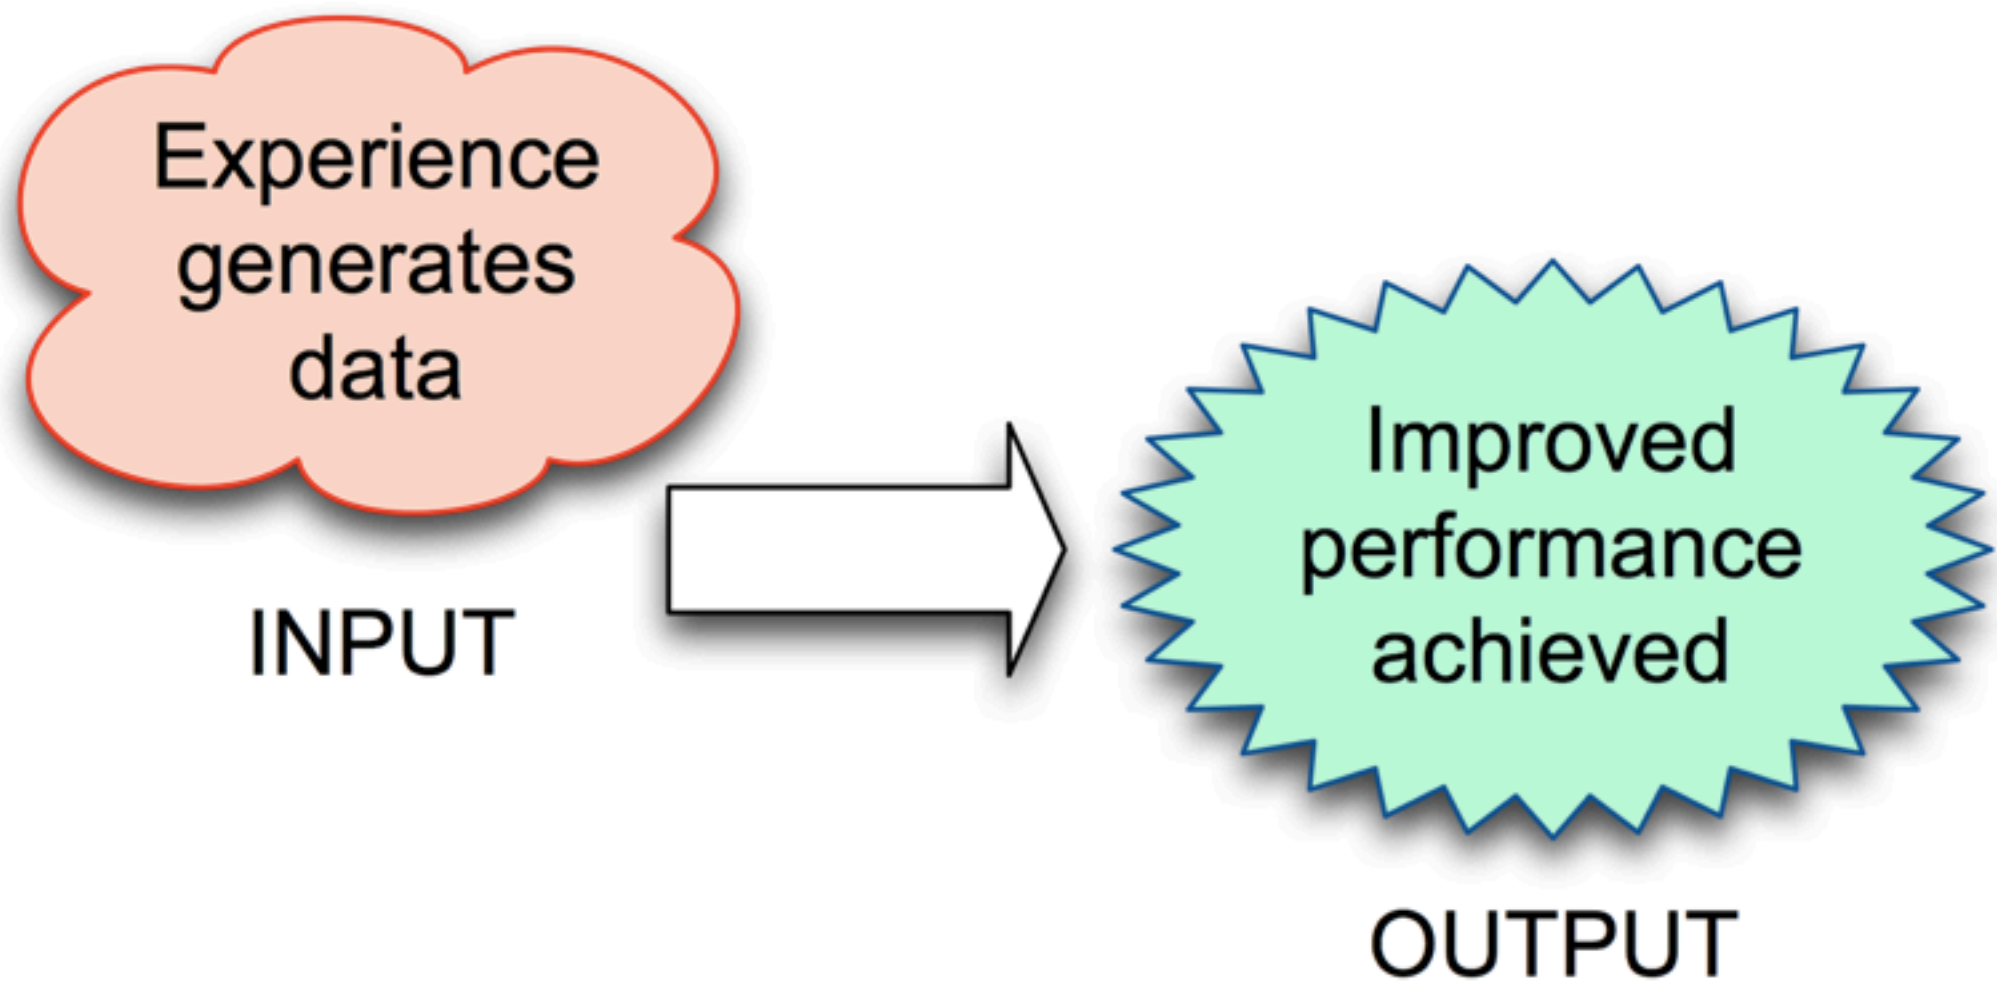 Experience
generates
data
INPUT
Improved
performance
achieved
OUTPUT